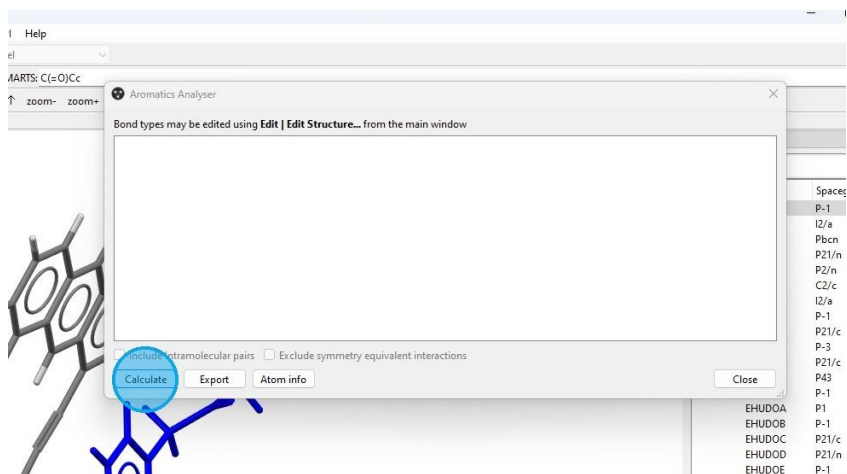 Help
MARTS: C(=O)Cc
zoom- zoom+
Aromatics Analyser
Bond types may be edited using Edit | Edit Structure... from the main window
Include Intramolecular pairs Exclude symmetry equivalent interactions
Calculate Export Atom info Close
Spaceg
P-1
I2/a
Pbcn
P21/n
P2/n
C2/c
I2/a
P-1
P21/c
P-3
P21/c
P43
P-1
EHUDOA P1
EHUDOB P-1
EHUDOC P21/c
EHUDOD P21/n
EHUDOE P-1